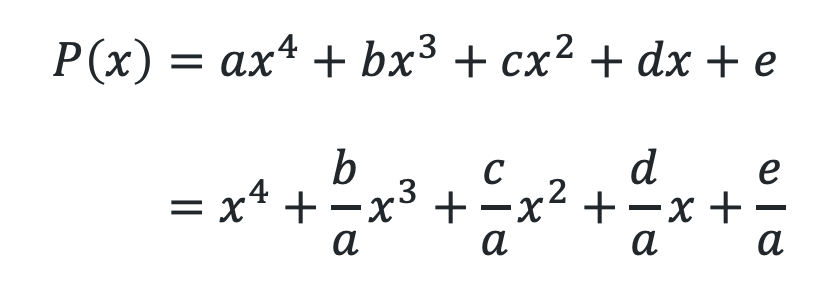 P(x) = ax⁴ + bx³ + cx² + dx + e
= x⁴ + b/a x³ + c/a x² + d/a x + e/a